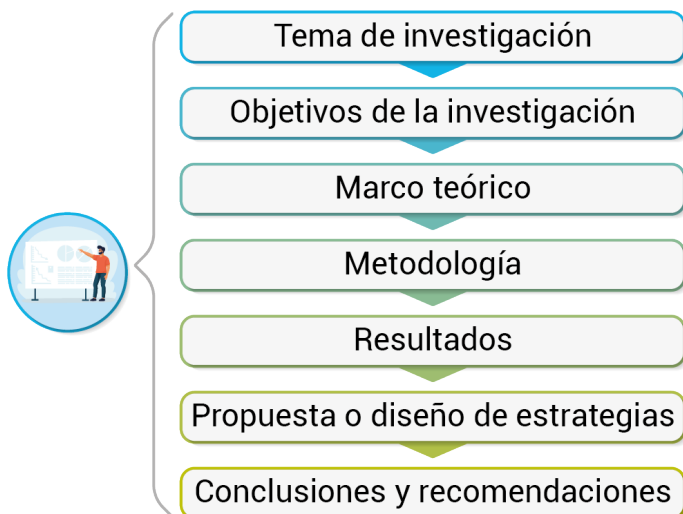 Tema de investigación
Objetivos de la investigación
Marco teórico
Metodología
Resultados
Propuesta o diseño de estrategias
Conclusiones y recomendaciones